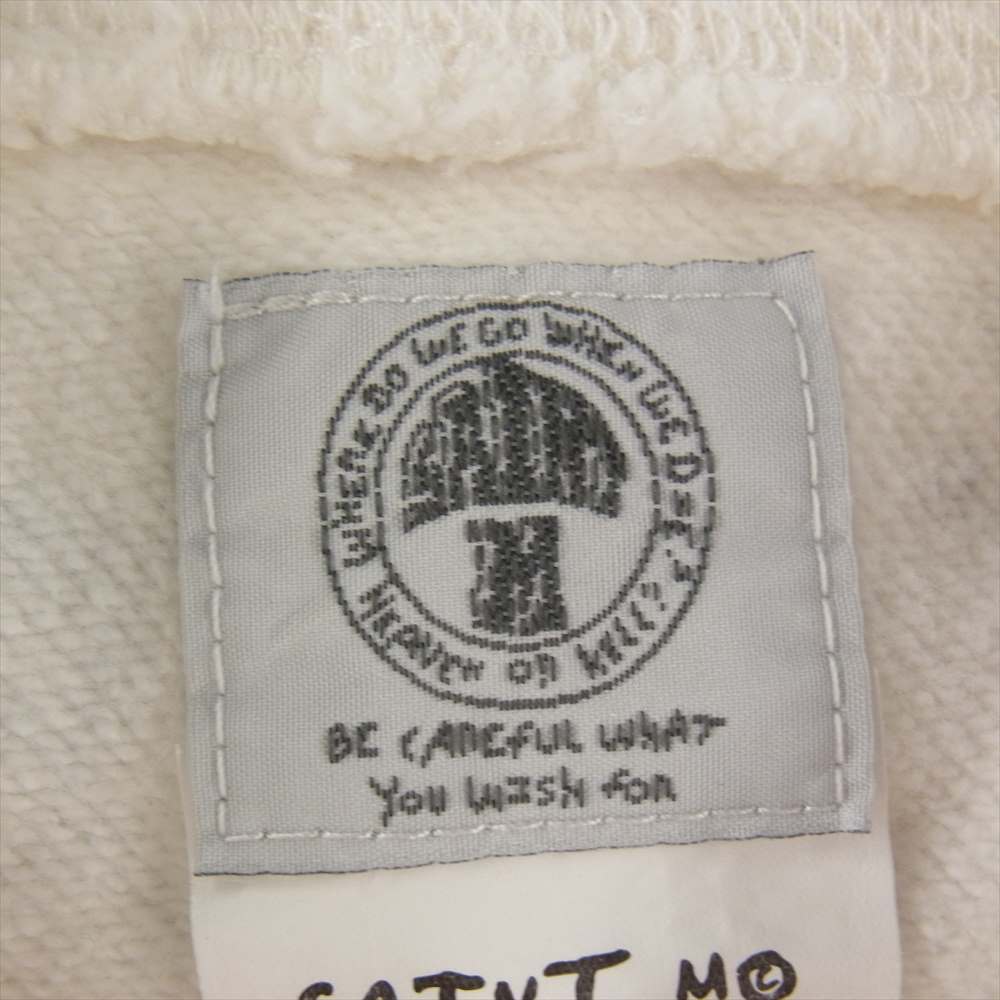 WHERE DO WE GO WHEN WE DIE?
HEAVEN OR HELL?
BE CAREFUL WHAT
YOU WISH FOR
SAINT M©